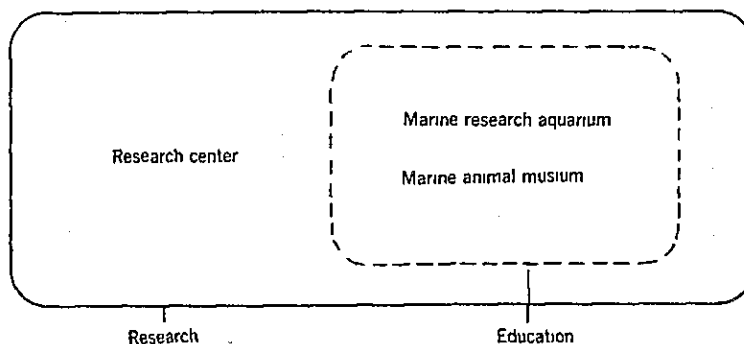 Marine research aquarium
Research center
Marine animal musium
Research
Education